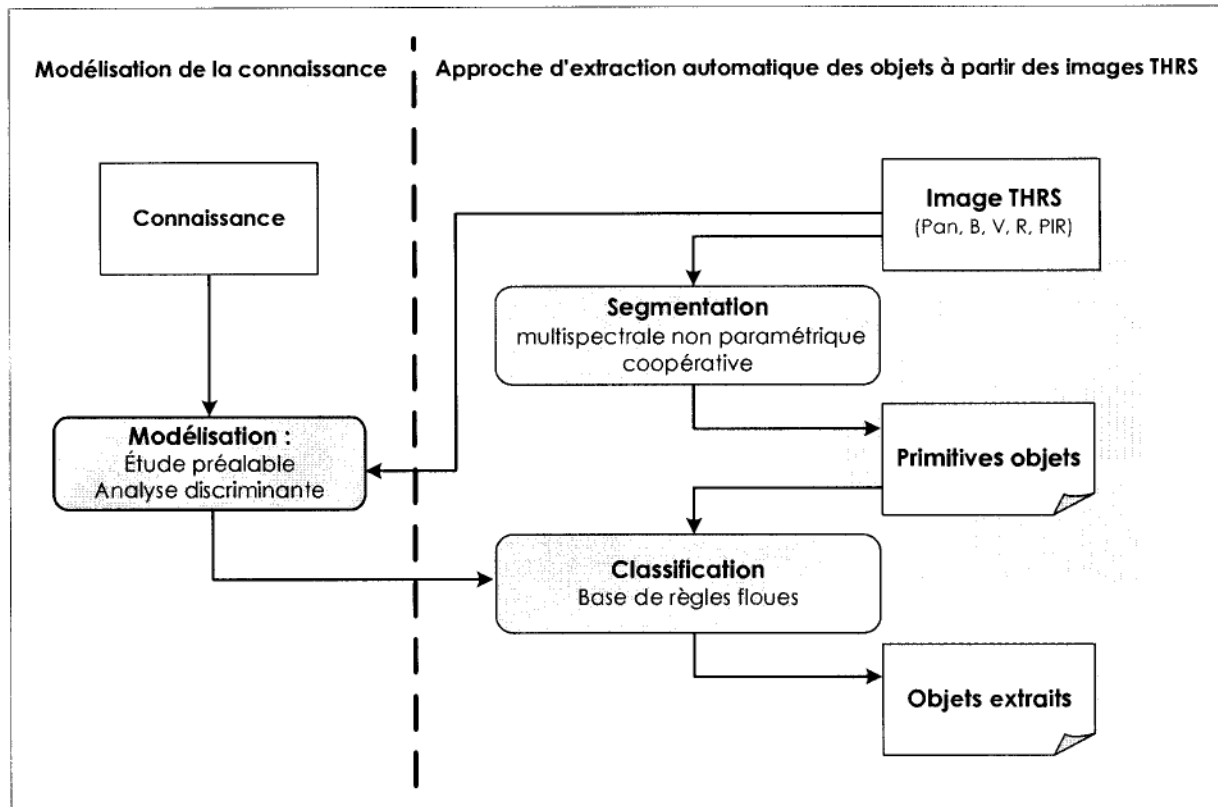 Modélisation de la connaissance
Approche d'extraction automatique des objets à partir des images THRS
Connaissance
Image THRS
(Pan, B, V, R, PIR)
Segmentation
multispectrale non paramétrique
coopérative
Modélisation :
Étude préalable
Analyse discriminante
Primitives objets
Classification
Base de règles floues
Objets extraits